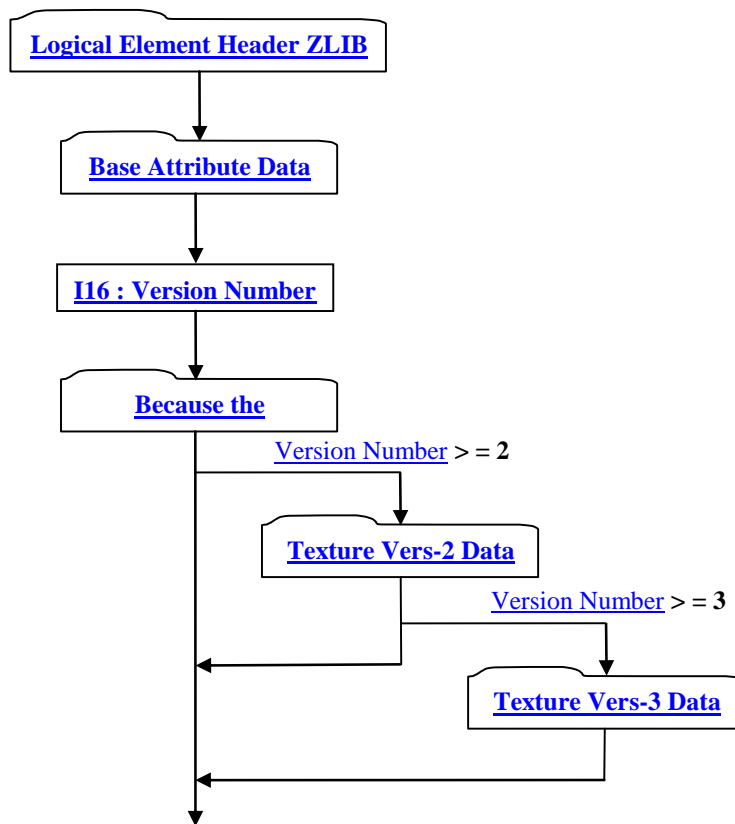 Logical Element Header ZLIB
Base Attribute Data
I16 : Version Number
Because the
Version Number > = 2
Texture Vers-2 Data
Version Number > = 3
Texture Vers-3 Data